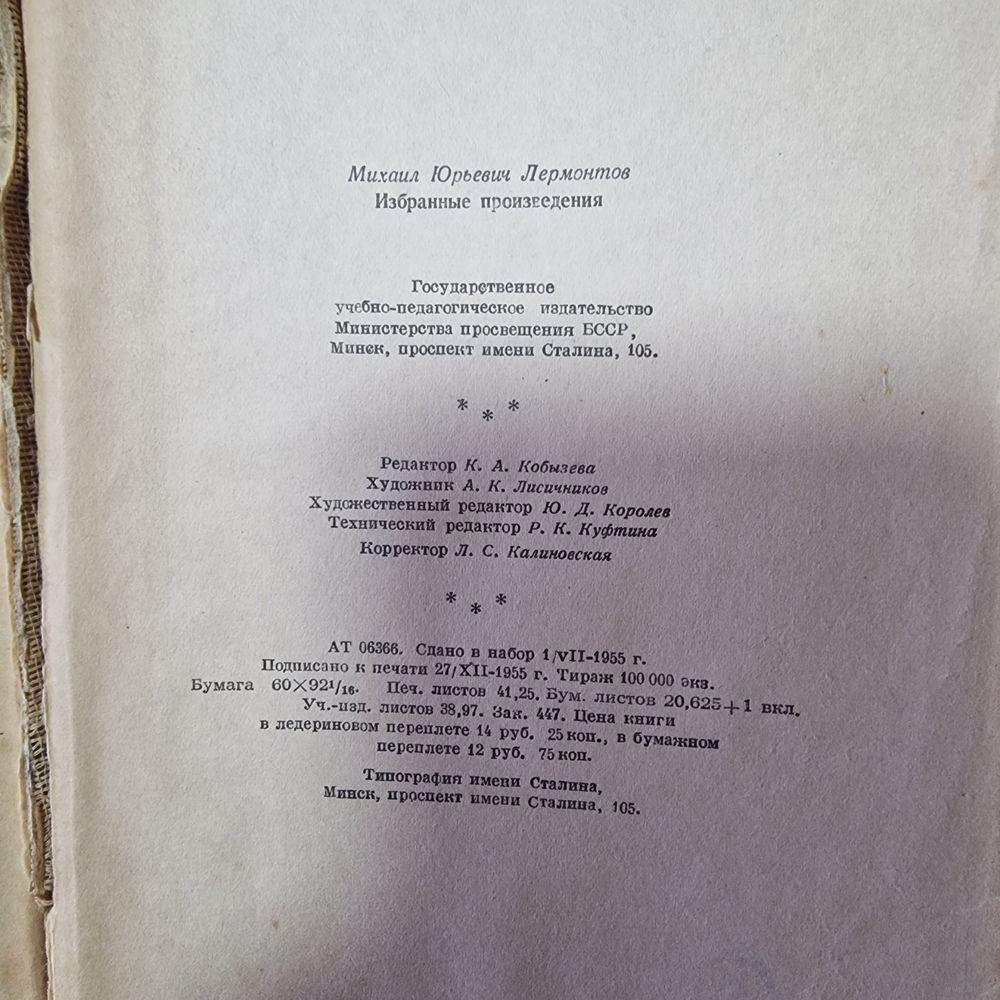 Михаил Юрьевич Лермонтов
Избранные произведения
Государственное
учебно-педагогическое издательство
Министерства просвещения БССР,
Минск, проспект имени Сталина, 105.
* * *
Редактор К. А. Кобызева
Художник А. К. Лисичников
Художественный редактор Ю. Д. Королев
Технический редактор Р. К. Куфтина
Корректор Л. С. Калиновская
* * *
АТ 06366. Сдано в набор 1/VII-1955 г.
Подписано к печати 27/XII-1955 г. Тираж 100 000 экз.
Бумага 60×92¹/₁₆. Печ. листов 41,25. Бум. листов 20,625+1 вкл.
Уч.-изд. листов 38,97. Зак. 447. Цена книги
в ледериновом переплете 14 руб. 25 коп., в бумажном
переплете 12 руб. 75 коп.
Типография имени Сталина,
Минск, проспект имени Сталина, 105.